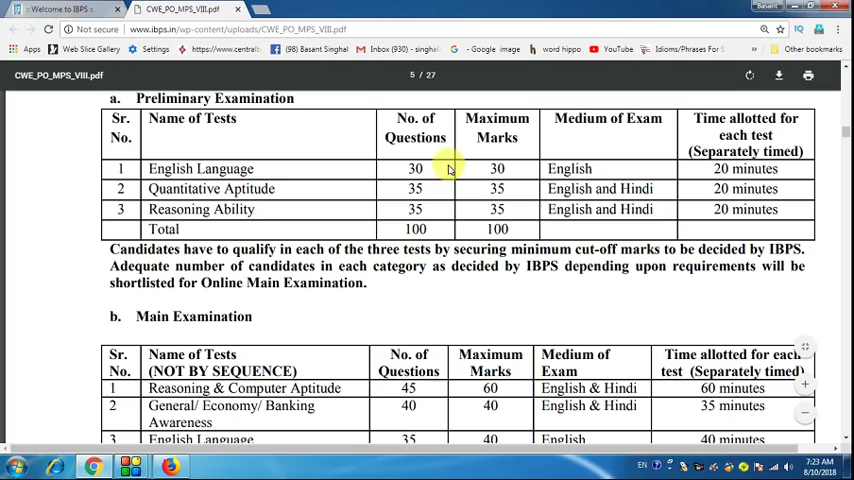 :: Welcome to IBPS ::
CWE_PO_MPS_VIII.pdf
Basant
Not secure
www.ibps.in/wp-content/uploads/CWE_PO_MPS_VIII.pdf
Apps
Web Slice Gallery
Settings
https://www.centralb
(98) Basant Singhal
Inbox (930) - singhal
Google image
word hippo
YouTube
Idioms/Phrases For S
Other bookmarks
CWE_PO_MPS_VIII.pdf
5 / 27
a. Preliminary Examination
Sr. No. Name of Tests No. of Questions Maximum Marks Medium of Exam Time allotted for each test (Separately timed)
1 English Language 30 30 English 20 minutes
2 Quantitative Aptitude 35 35 English and Hindi 20 minutes
3 Reasoning Ability 35 35 English and Hindi 20 minutes
Total 100 100
Candidates have to qualify in each of the three tests by securing minimum cut-off marks to be decided by IBPS.
Adequate number of candidates in each category as decided by IBPS depending upon requirements will be
shortlisted for Online Main Examination.
b. Main Examination
Sr. No. Name of Tests (NOT BY SEQUENCE) No. of Questions Maximum Marks Medium of Exam Time allotted for each test (Separately timed)
1 Reasoning & Computer Aptitude 45 60 English & Hindi 60 minutes
2 General/ Economy/ Banking Awareness 40 40 English & Hindi 35 minutes
3 English Language 35 40 English 40 minutes
EN
7:23 AM
8/10/2018